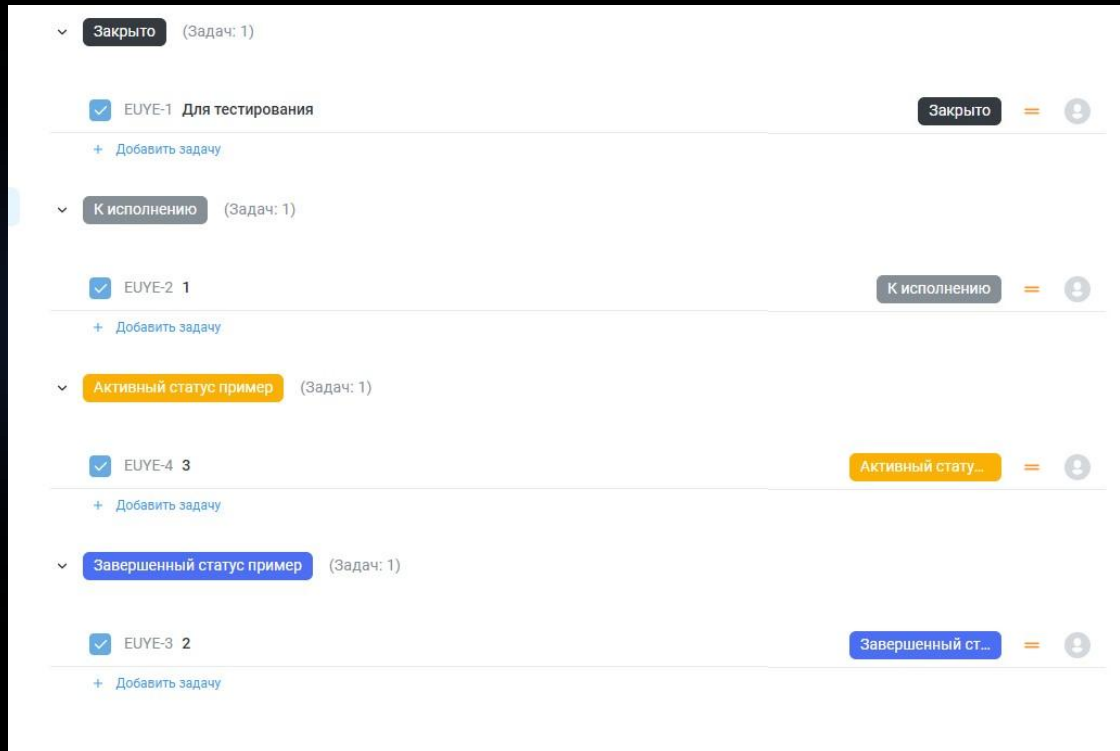 Закрыто (Задач: 1)
EUYE-1 Для тестирования Закрыто
+ Добавить задачу
К исполнению (Задач: 1)
EUYE-2 1 К исполнению
+ Добавить задачу
Активный статус пример (Задач: 1)
EUYE-4 3 Активный стату...
+ Добавить задачу
Завершенный статус пример (Задач: 1)
EUYE-3 2 Завершенный ст...
+ Добавить задачу